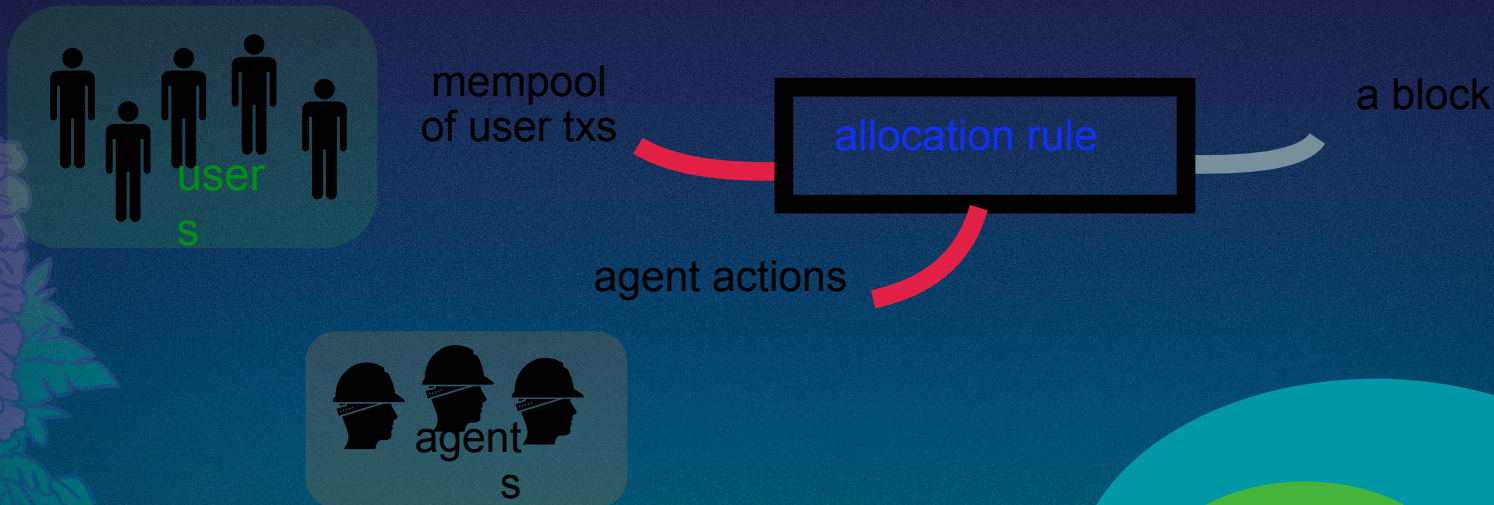 mempool
of user txs
allocation rule
a block
user
s
agent actions
agent
s